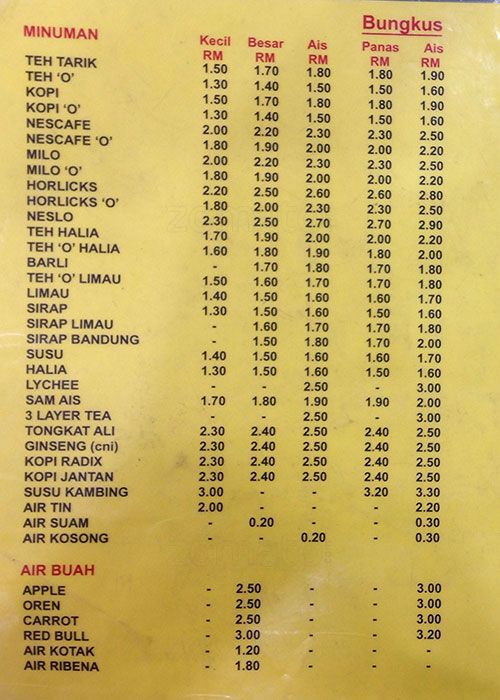 Bungkus
MINUMAN Kecil Besar Ais Panas Ais
RM RM RM RM RM
TEH TARIK 1.50 1.70 1.80 1.80 1.90
TEH 'O' 1.30 1.40 1.50 1.50 1.60
KOPI 1.50 1.70 1.80 1.80 1.90
KOPI 'O' 1.30 1.40 1.50 1.50 1.60
NESCAFE 2.00 2.20 2.30 2.30 2.50
NESCAFE 'O' 1.80 1.90 2.00 2.00 2.20
MILO 2.00 2.20 2.30 2.00 2.20
MILO 'O' 1.80 1.90 2.00 2.00 2.20
HORLICKS 2.20 2.50 2.60 2.60 2.80
HORLICKS 'O' 1.80 2.00 2.30 2.30 2.50
NESLO 2.30 2.50 2.70 2.70 2.90
TEH HALIA 1.70 1.90 2.00 2.00 2.20
TEH 'O' HALIA 1.60 1.80 1.90 1.80 2.00
BARLI - 1.70 1.80 1.70 1.80
TEH 'O' LIMAU 1.50 1.60 1.70 1.60 1.80
LIMAU 1.40 1.50 1.60 1.60 1.70
SIRAP 1.30 1.50 1.60 1.50 1.60
SIRAP LIMAU - 1.60 1.70 1.70 1.80
SIRAP BANDUNG - 1.50 1.80 1.70 2.00
SUSU 1.40 1.50 1.60 1.60 1.70
HALIA 1.30 1.50 1.60 1.50 1.60
LYCHEE - - 2.50 - 3.00
SAM AIS 1.70 1.80 1.90 1.90 2.00
3 LAYER TEA - - 2.50 - 3.00
TONGKAT ALI 2.30 2.40 2.50 2.40 2.50
GINSENG (cni) 2.30 2.40 2.50 2.40 2.50
KOPI RADIX 2.30 2.40 2.50 2.40 2.50
KOPI JANTAN 2.30 2.40 2.50 2.40 2.50
SUSU KAMBING 3.00 - - 3.20 3.30
AIR TIN 2.00 - - - 2.20
AIR SUAM - 0.20 - - 0.30
AIR KOSONG - - 0.20 - 0.30
AIR BUAH
APPLE - 2.50 - - 3.00
OREN - 2.50 - - 3.00
CARROT - 2.50 - - 3.00
RED BULL - 3.00 - - 3.20
AIR KOTAK - 1.20 - - -
AIR RIBENA - 1.80 - - -